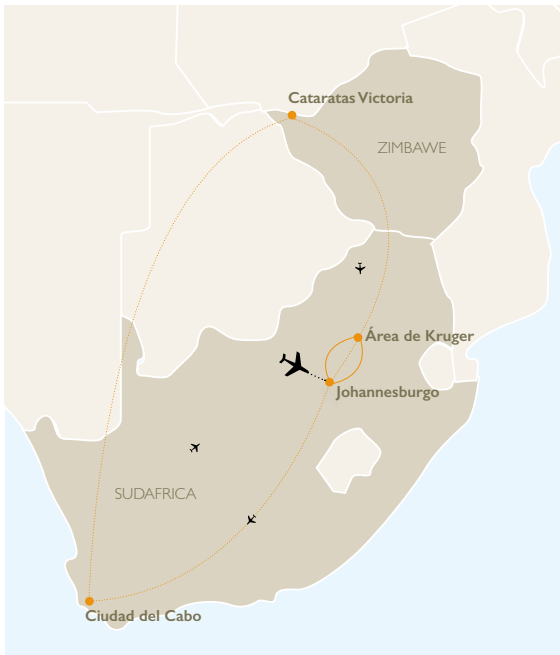 Cataratas Victoria
ZIMBAWE
Área de Kruger
Johannesburgo
SUDAFRICA
Ciudad del Cabo